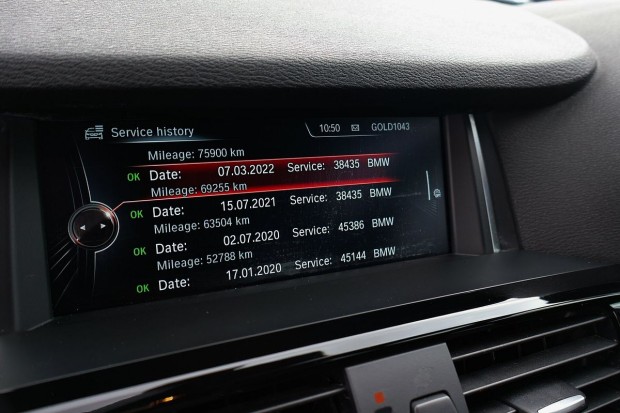 Service history 10:50 GOLD1043
Mileage: 75900 km
OK Date: 07.03.2022 Service: 38435 BMW
Mileage: 69255 km
OK Date: 15.07.2021 Service: 38435 BMW
Mileage: 63504 km
OK Date: 02.07.2020 Service: 45386 BMW
Mileage: 52788 km
OK Date: 17.01.2020 Service: 45144 BMW